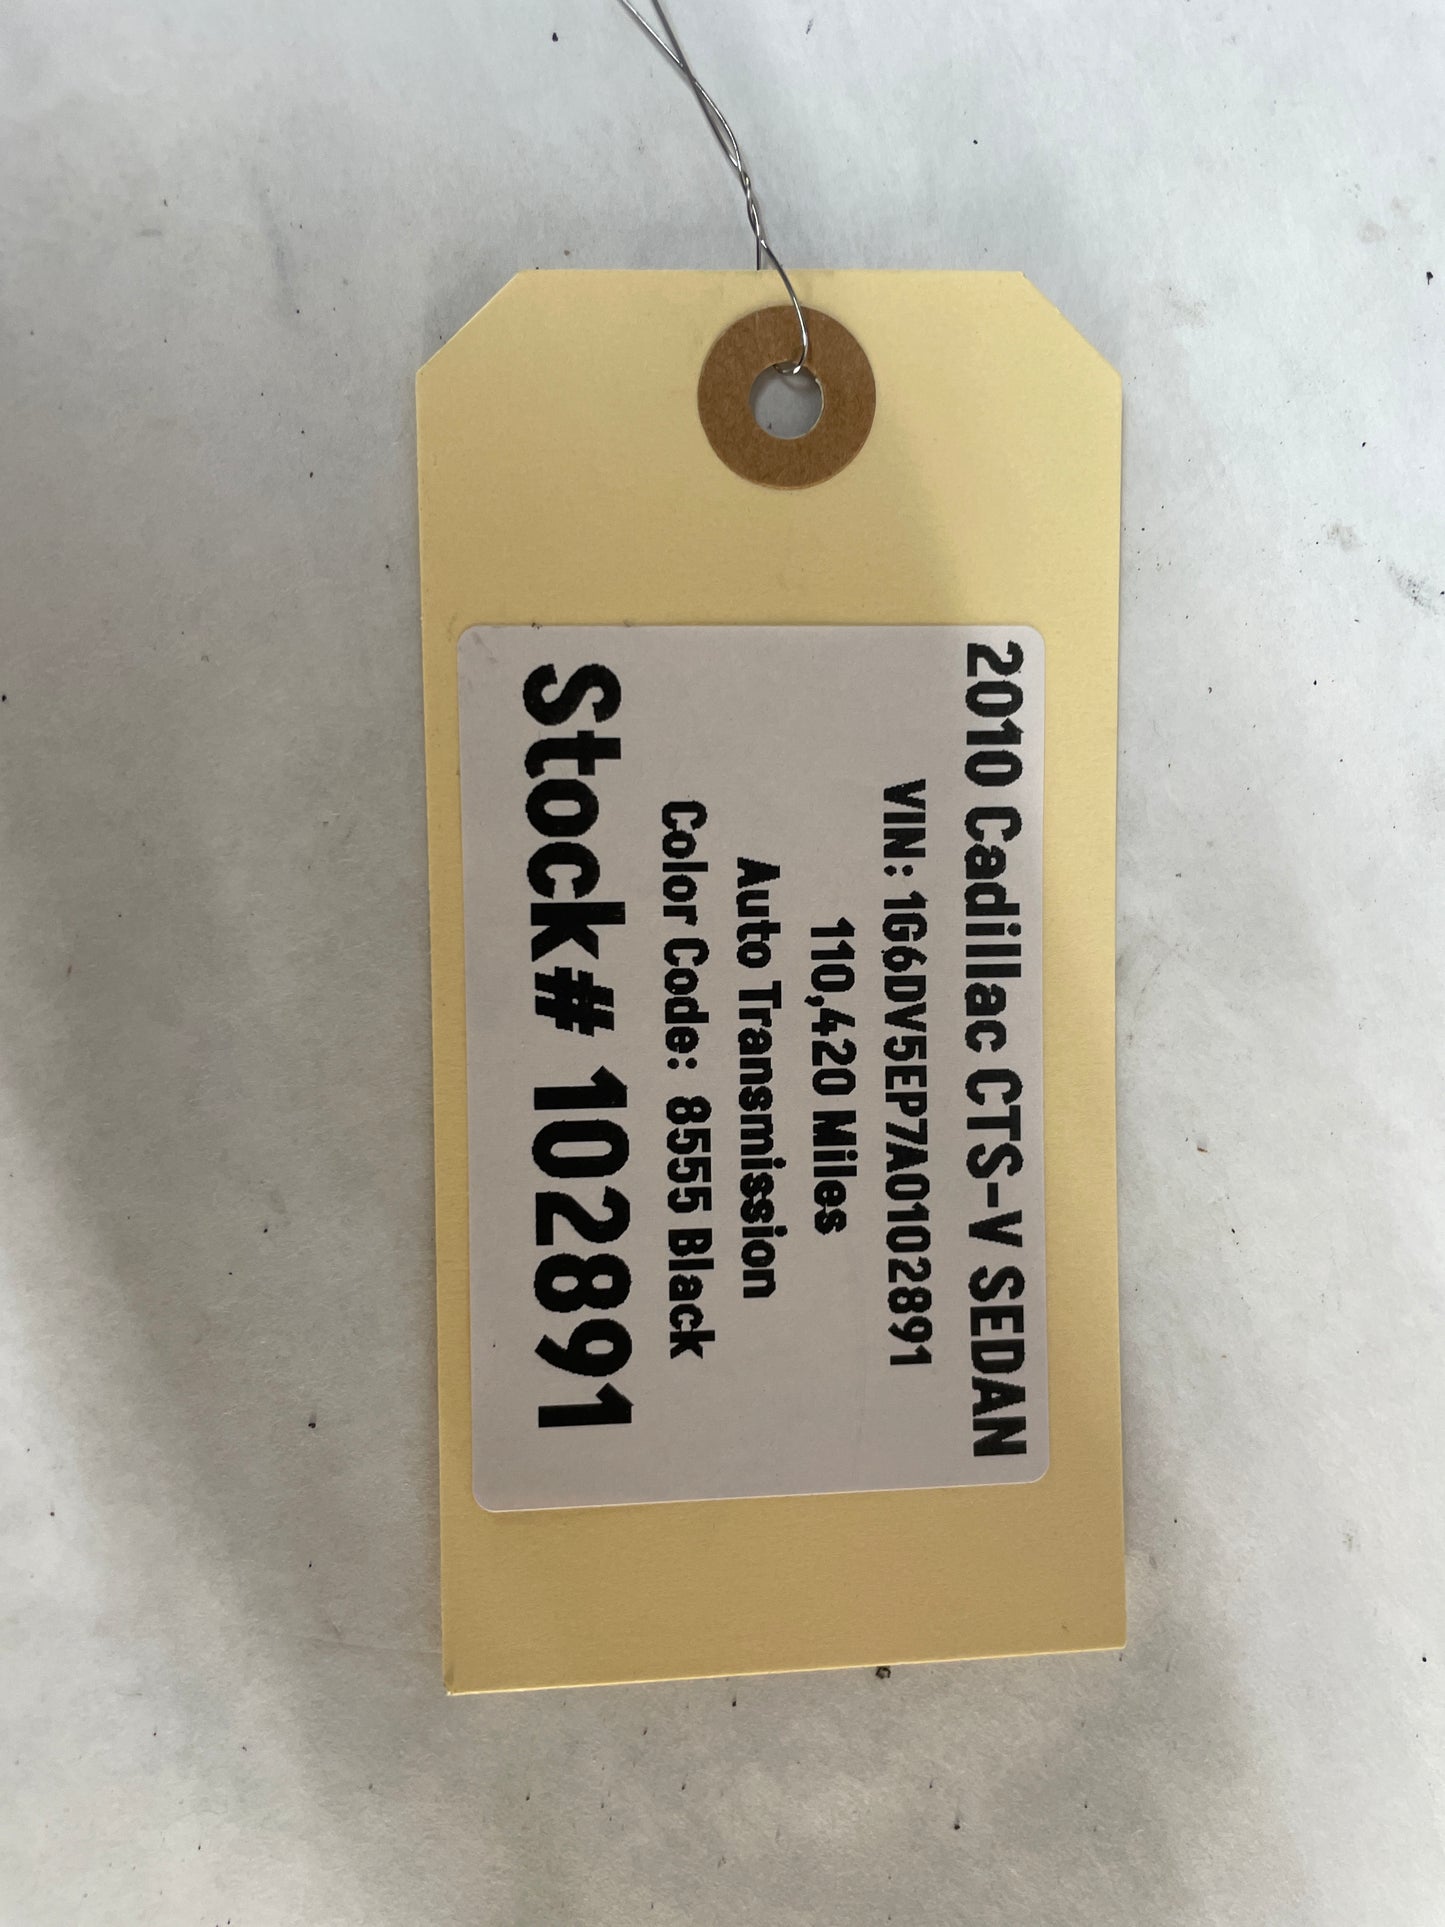 2010 Cadillac CTS-V SEDAN
VIN: 1G6DV5EP7A0102891
110,420 Miles
Auto Transmission
Color Code: 8555 Black
Stock# 102891